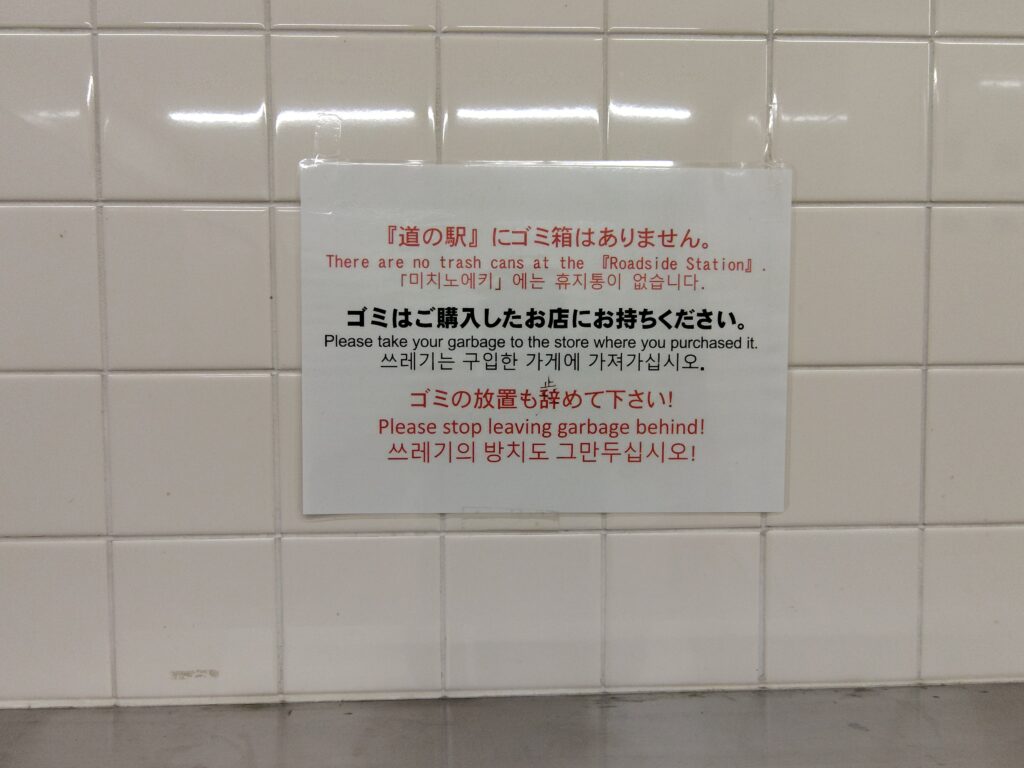 『道の駅』にゴミ箱はありません。
There are no trash cans at the 『Roadside Station』.
「미치노에키」에는 휴지통이 없습니다.
ゴミはご購入したお店にお持ちください。
Please take your garbage to the store where you purchased it.
쓰레기는 구입한 가게에 가져가십시오.
止
ゴミの放置も辞めて下さい!
Please stop leaving garbage behind!
쓰레기의 방치도 그만두십시오!